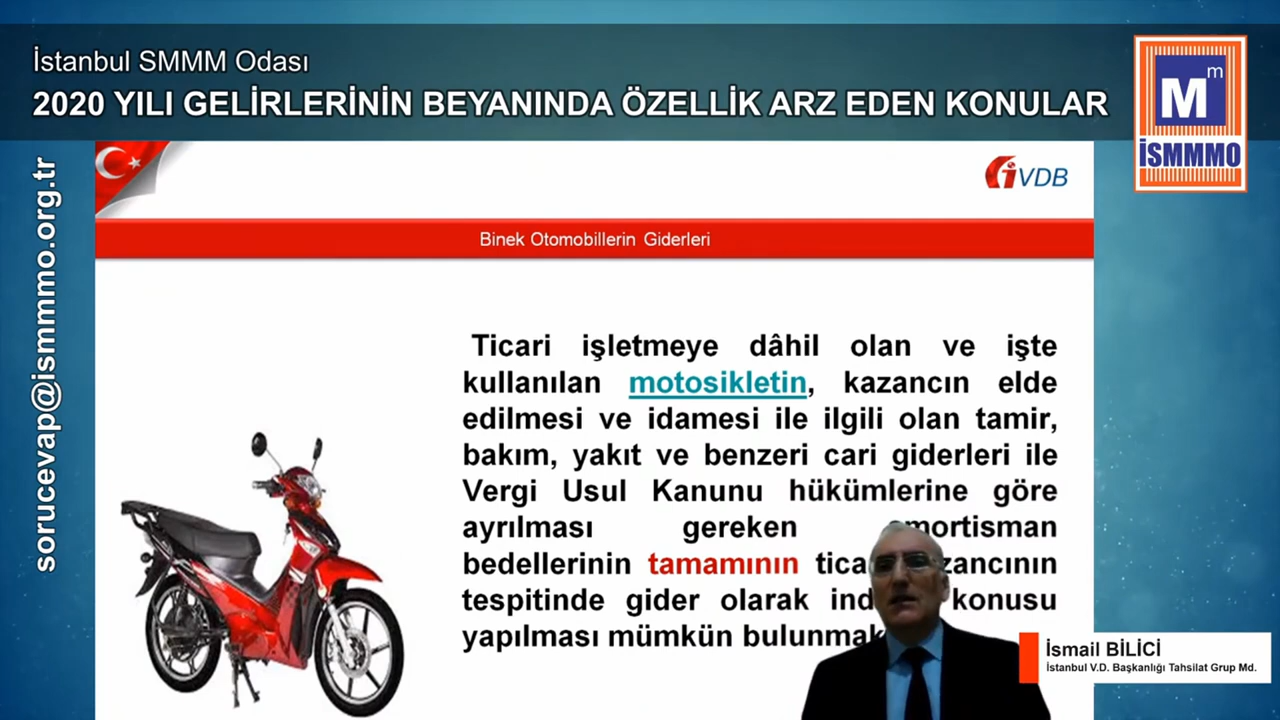 İstanbul SMMM Odası
2020 YILI GELİRLERİNİN BEYANINDA ÖZELLİK ARZ EDEN KONULAR
M m
İSMMMO
sorucevap@ismmmo.org.tr
iVDB
Binek Otomobillerin Giderleri
Ticari işletmeye dâhil olan ve işte
kullanılan motosikletin, kazancın elde
edilmesi ve idamesi ile ilgili olan tamir,
bakım, yakıt ve benzeri cari giderleri ile
Vergi Usul Kanunu hükümlerine göre
ayrılması gereken
bedellerinin tamamının
tespitinde gider olarak konusu
yapılması mümkün
İsmail BİLİCİ
İstanbul V.D. Başkanlığı Tahsilat Grup Md.